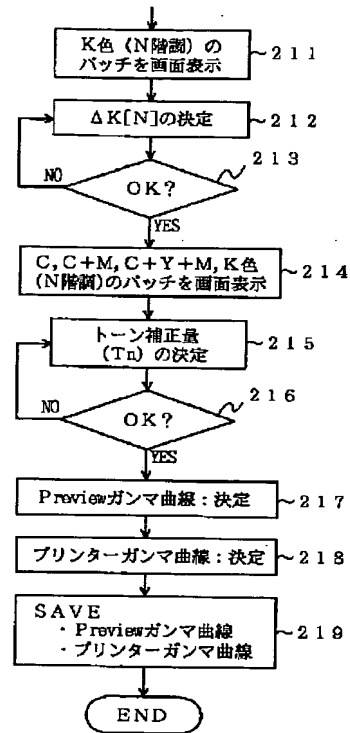 K色(N階調)の
パッチを画面表示
211
ΔK[N]の決定
212
213
NO
OK?
YES
C,C+M,C+Y+M,K色
(N階調)のパッチを画面表示
214
トーン補正量
(Tn)の決定
215
216
NO
OK?
YES
Previewガンマ曲線:決定
217
プリンターガンマ曲線:決定
218
SAVE
・Previewガンマ曲線
・プリンターガンマ曲線
219
END